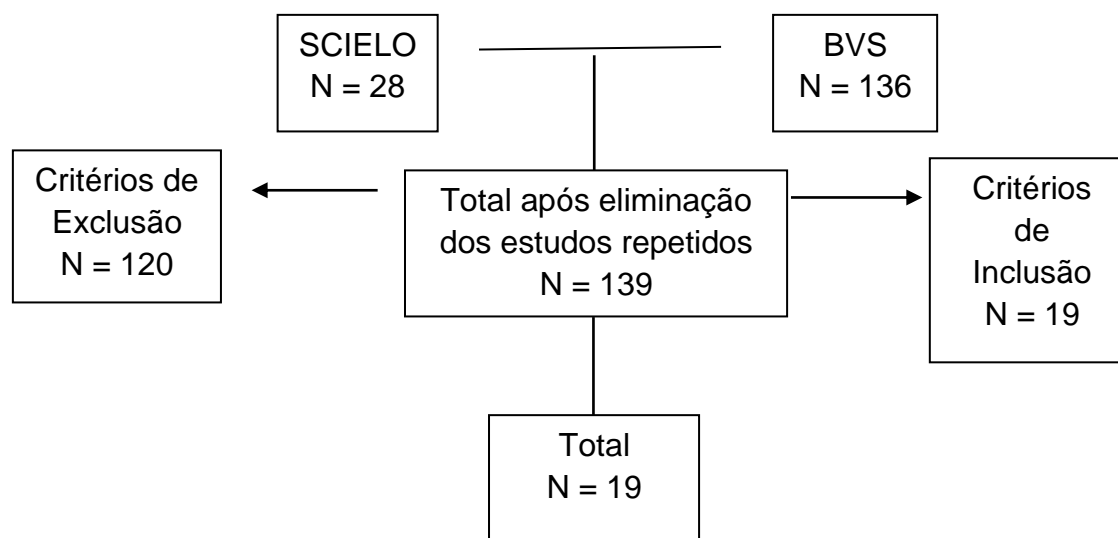 SCIELO
N = 28
BVS
N = 136
Critérios de
Exclusão
N = 120
Total após eliminação
dos estudos repetidos
N = 139
Critérios
de
Inclusão
N = 19
Total
N = 19